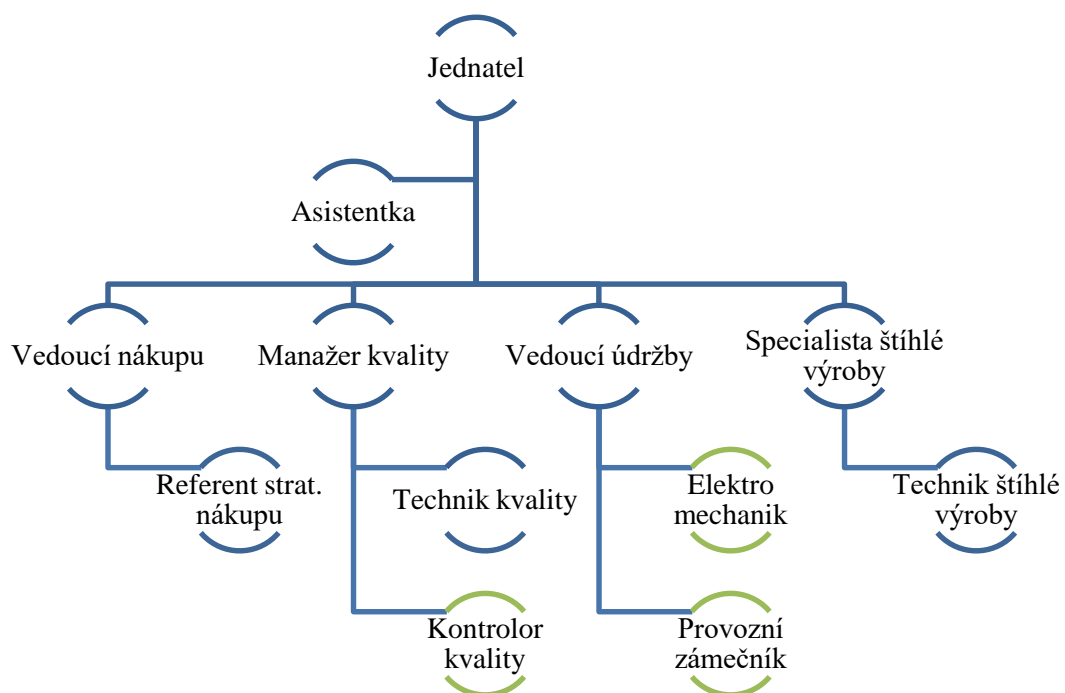 Jednatel
Asistentka
Vedoucí nákupu
Manažer kvality
Vedoucí údržby
Specialista štíhlé
výroby
Referent strat.
nákupu
Technik kvality
Elektro
mechanik
Technik štíhlé
výroby
Kontrolor
kvality
Provozní
zámečník